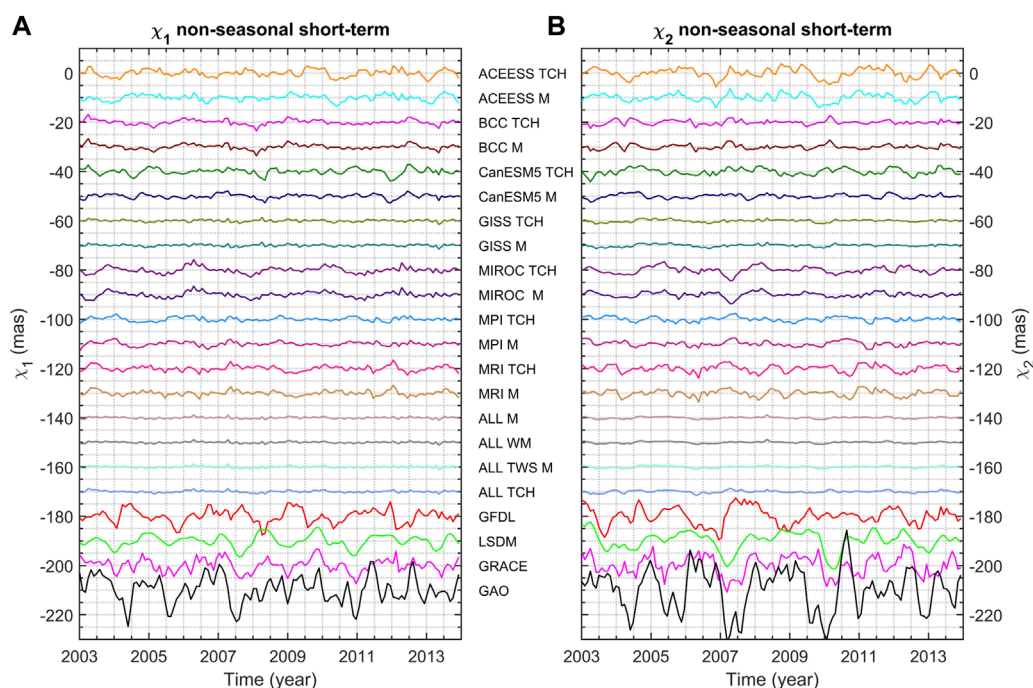 A
χ1 non-seasonal short-term
B
χ2 non-seasonal short-term
0
-20
-40
-60
-80
-100
-120
-140
-160
-180
-200
-220
χ1 (mas)
2003
2005
2007
2009
2011
2013
Time (year)
ACEESS TCH
ACEESS M
BCC TCH
BCC M
CanESM5 TCH
CanESM5 M
GISS TCH
GISS M
MIROC TCH
MIROC M
MPI TCH
MPI M
MRI TCH
MRI M
ALL M
ALL WM
ALL TWS M
ALL TCH
GFDL
LSDM
GRACE
GAO
0
-20
-40
-60
-80
-100
-120
-140
-160
-180
-200
-220
χ2 (mas)
2003
2005
2007
2009
2011
2013
Time (year)